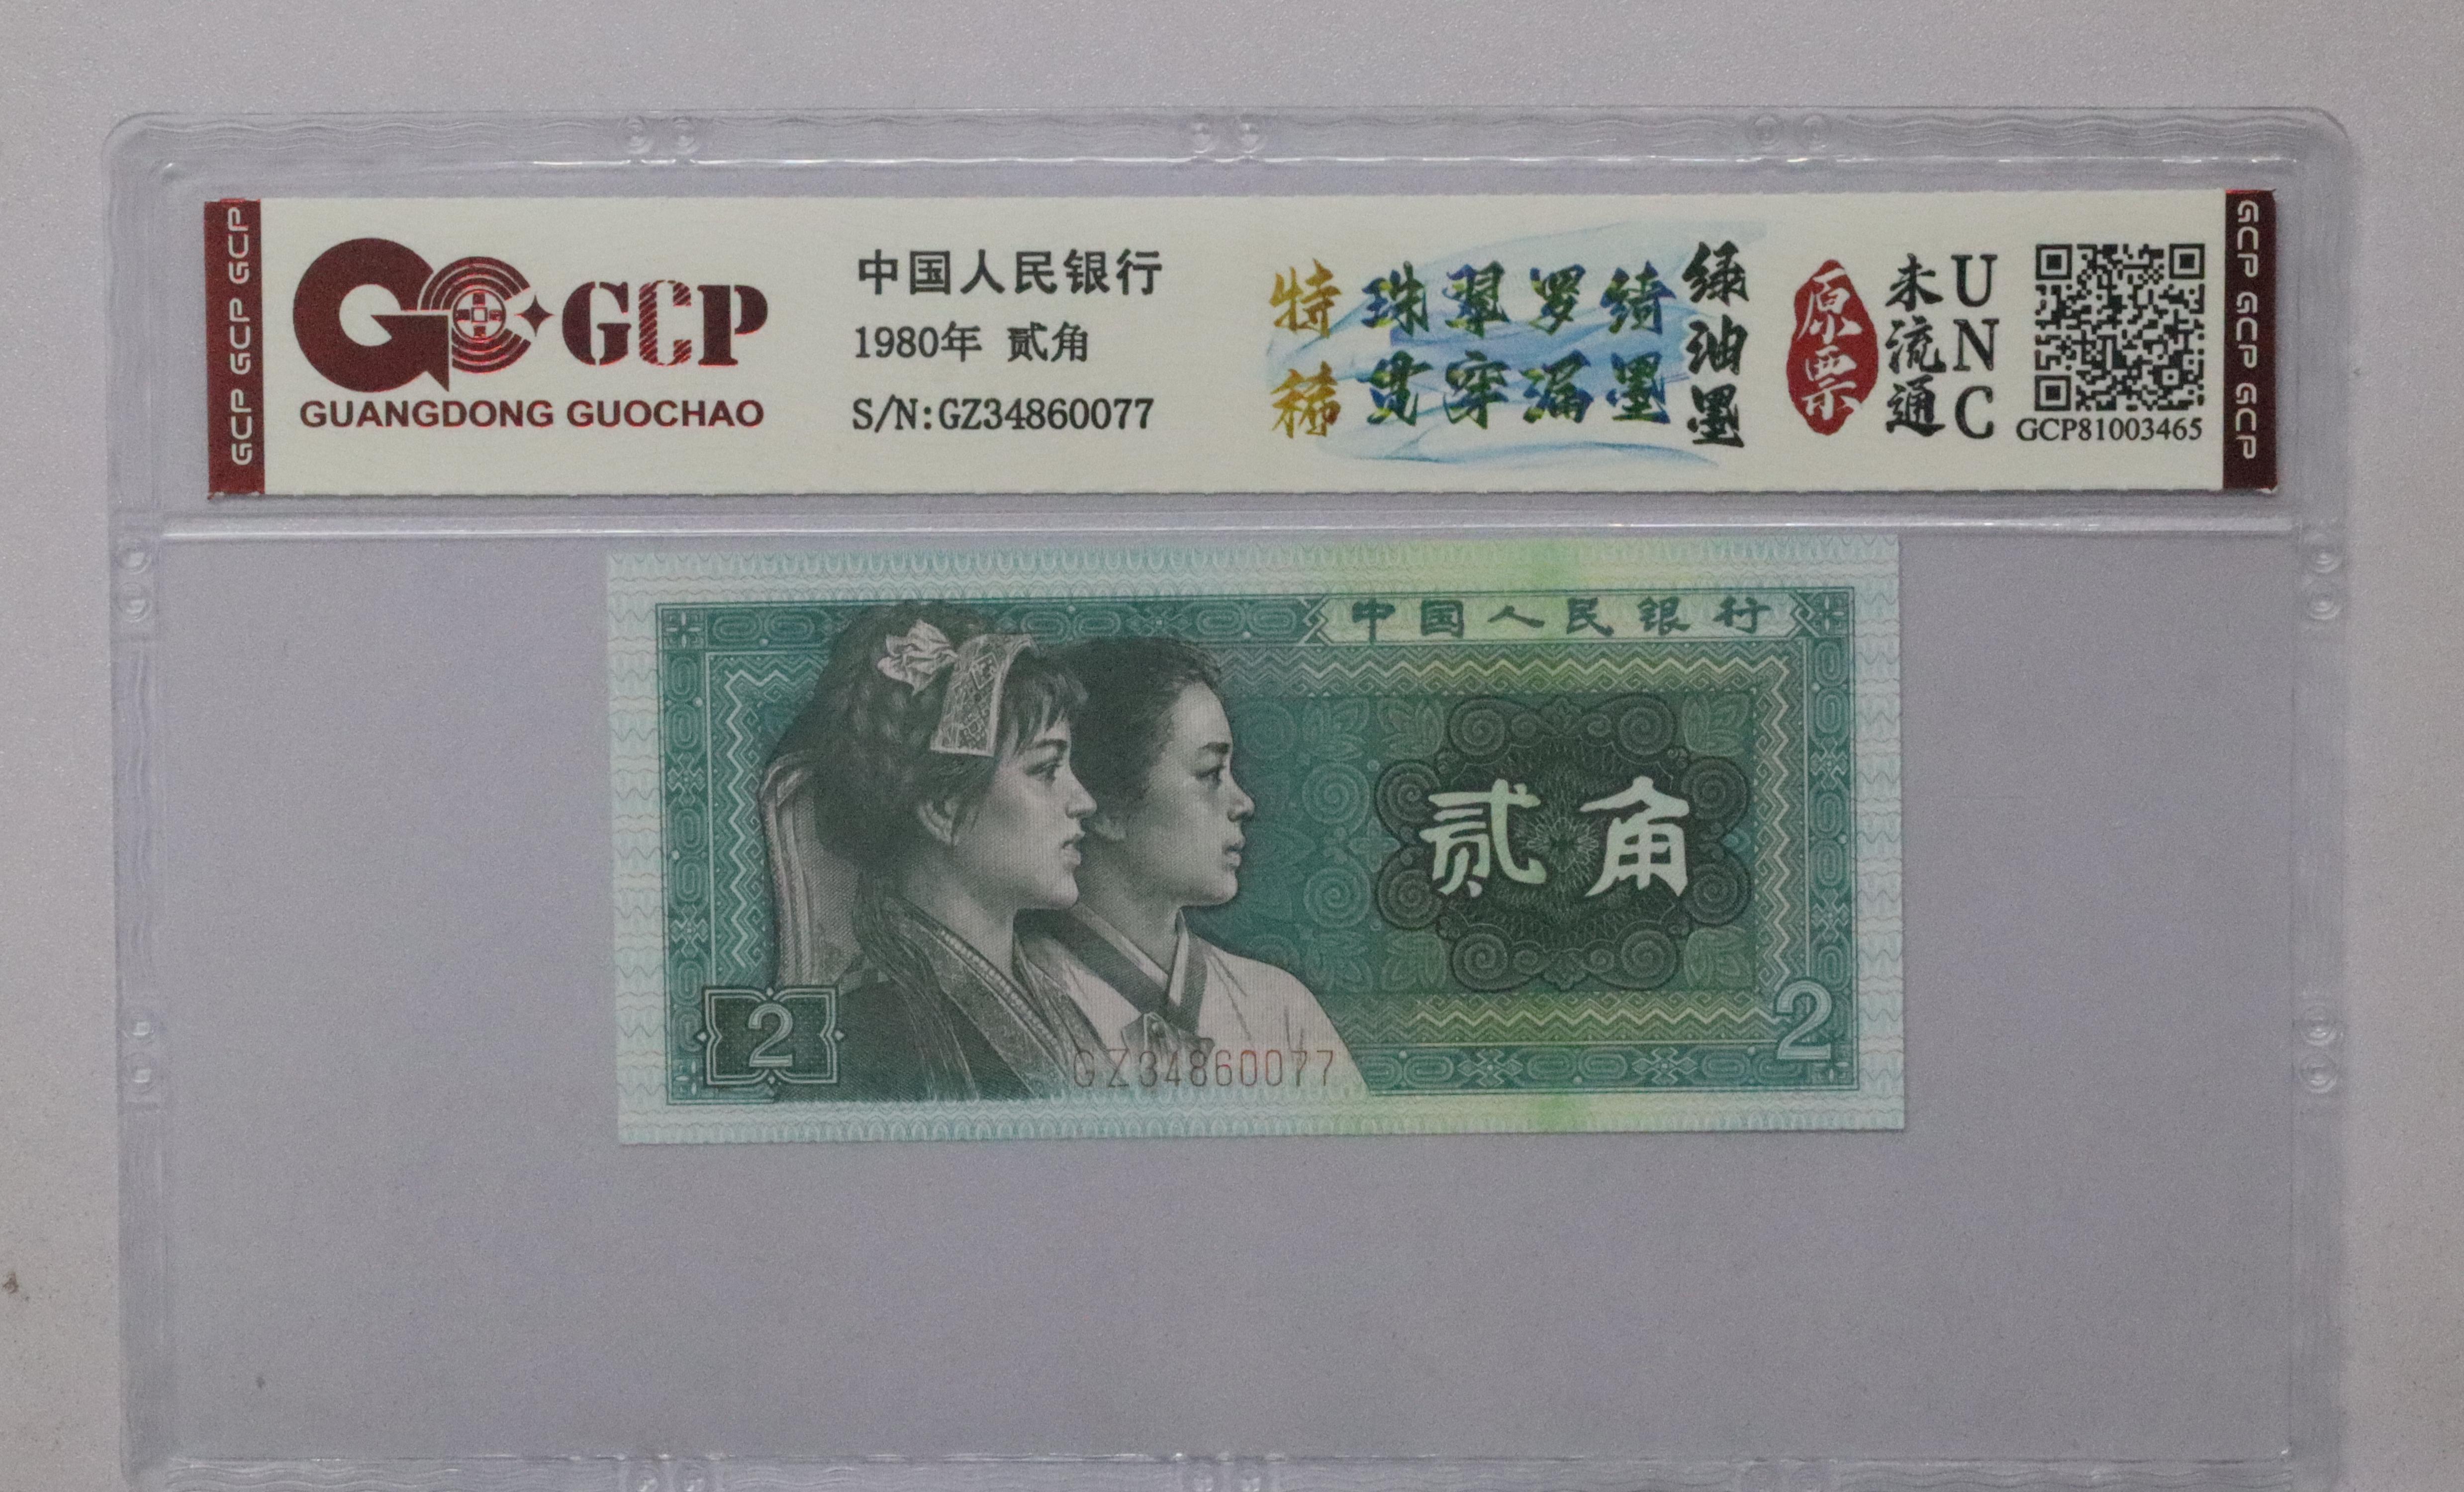 GCP GCP GCP
GCP
GUANGDONG GUOCHAO
中国人民银行
1980年 贰角
S/N:GZ34860077
特稀
珠翠罗绮
贯穿漏墨
绿油墨
原票
未流通
UNC
GCP81003465
GCP GCP GCP
中国人民银行
贰角
2
2
GZ34860077